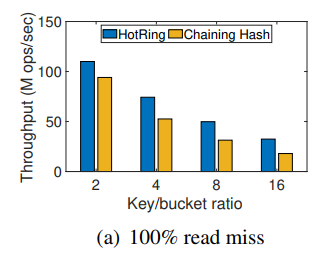 HotRing Chaining Hash
Throughput (M ops/sec)
150
100
50
0
2 4 8 16
Key/bucket ratio
(a) 100% read miss